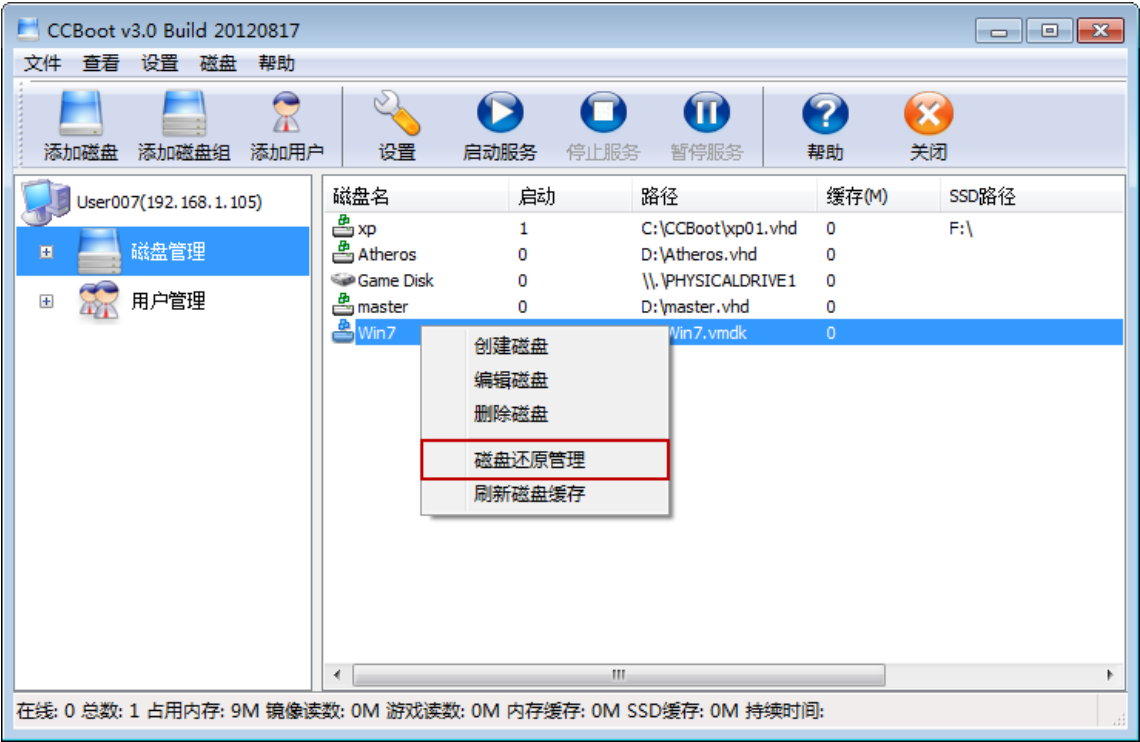 CCBoot v3.0 Build 20120817
文件 查看 设置 磁盘 帮助
添加磁盘 添加磁盘组 添加用户 设置 启动服务 停止服务 暂停服务 帮助 关闭
User007(192.168.1.105)
磁盘管理
用户管理
磁盘名 启动 路径 缓存(M) SSD路径
xp 1 C:\CCBoot\xp01.vhd 0 F:\
Atheros 0 D:\Atheros.vhd 0
Game Disk 0 \\.\PHYSICALDRIVE1 0
master 0 D:\master.vhd 0
Win7 Win7.vmdk 0
创建磁盘
编辑磁盘
删除磁盘
磁盘还原管理
刷新磁盘缓存
在线: 0 总数: 1 占用内存: 9M 镜像读数: 0M 游戏读数: 0M 内存缓存: 0M SSD缓存: 0M 持续时间: